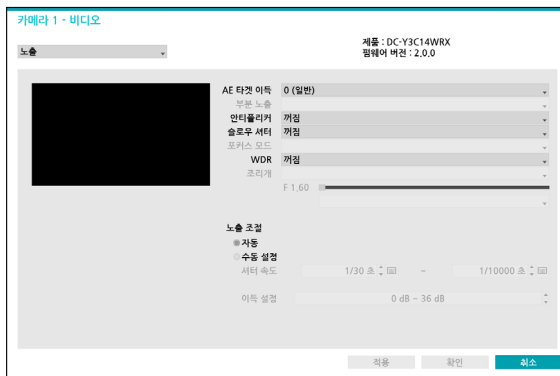 카메라 1 - 비디오
노출
제품 : DC-Y3C14WRX
펌웨어 버전 : 2.0.0
AE 타겟 이득 0 (일반)
부분 노출
안티플리커 꺼짐
슬로우 셔터 꺼짐
포커스 모드
WDR 꺼짐
조리개
F 1.60
노출 조절
자동
수동 설정
셔터 속도 1/30 초 ~ 1/10000 초
이득 설정 0 dB ~ 36 dB
적용 확인 취소